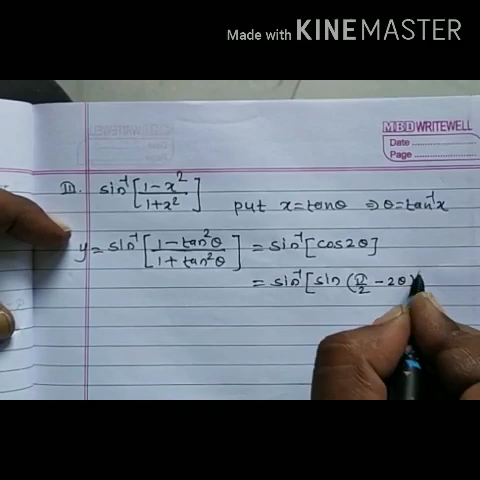 Made with KINEMASTER
MBD WRITEWELL
Date
Page
III. sin⁻¹[1-x²/1+x²] put x=tanθ ⇒ θ=tan⁻¹x
y = sin⁻¹[1-tan²θ/1+tan²θ] = sin⁻¹[cos2θ]
= sin⁻¹[sin(π/2 - 2θ)